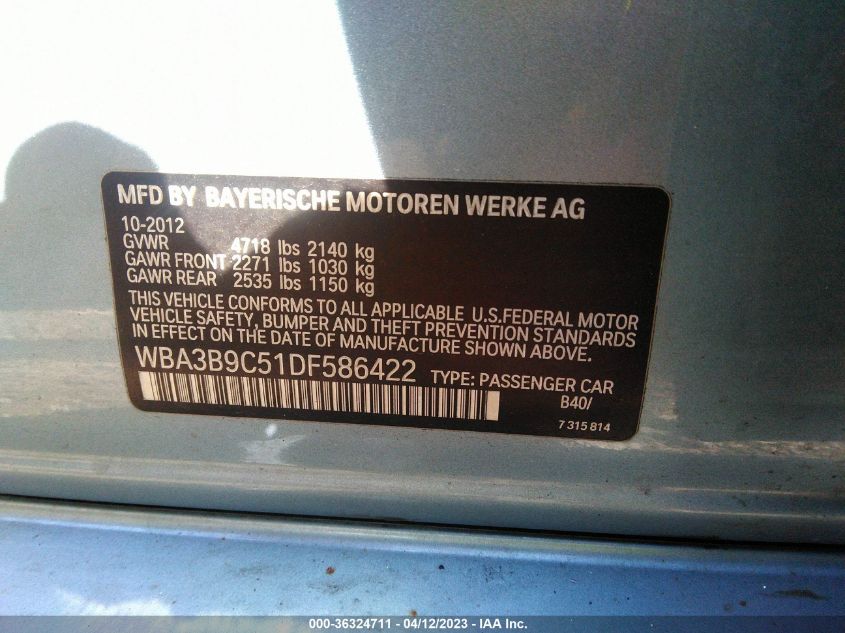 MFD BY BAYERISCHE MOTOREN WERKE AG
10-2012
GVWR 4718 lbs 2140 kg
GAWR FRONT 2271 lbs 1030 kg
GAWR REAR 2535 lbs 1150 kg
THIS VEHICLE CONFORMS TO ALL APPLICABLE U.S.FEDERAL MOTOR
VEHICLE SAFETY, BUMPER AND THEFT PREVENTION STANDARDS
IN EFFECT ON THE DATE OF MANUFACTURE SHOWN ABOVE.
WBA3B9C51DF586422 TYPE: PASSENGER CAR
B40/
7 315 814
000-36324711 - 04/12/2023 - IAA Inc.